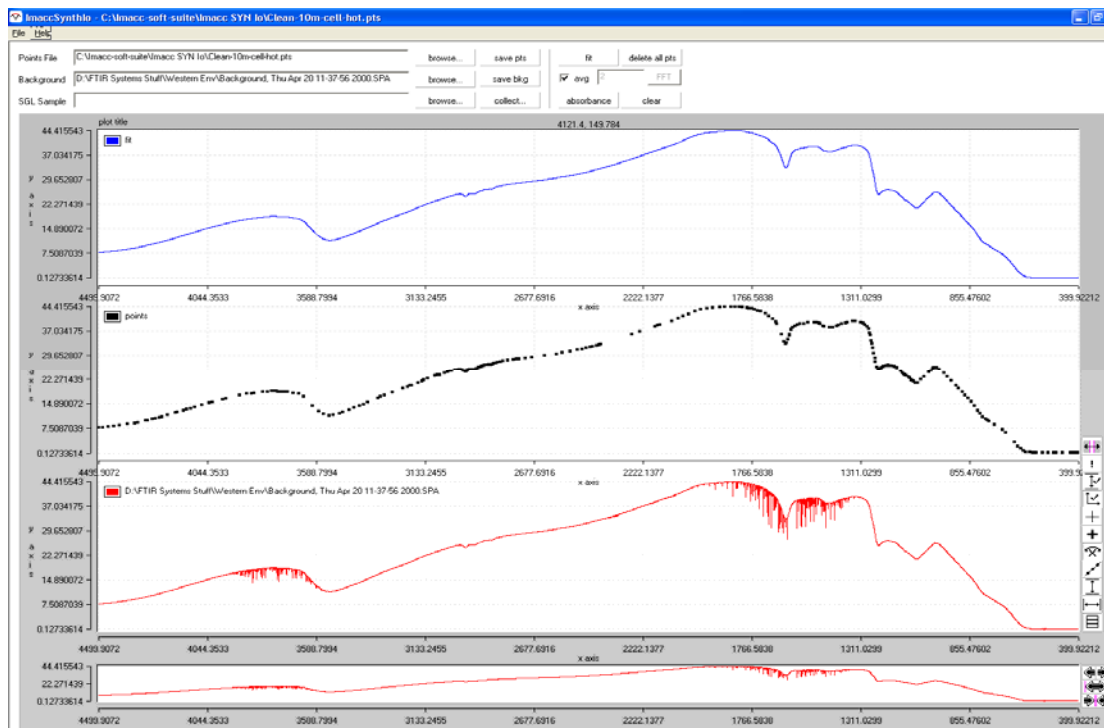 ImaccSynthIo - C:\Imacc-soft-suite\Imacc SYN Io\Clean-10m-cell-hot.pts
File Help
Points File C:\Imacc-soft-suite\Imacc SYN Io\Clean-10m-cell-hot.pts browse... save pts fit delete all pts
Background D:\FTIR Systems Stuff\Western Env\Background, Thu Apr 20 11-37-56 2000.SPA browse... save bkg avg 2 FFT
SGL Sample browse... collect... absorbance clear
plot title 4121.4, 149.784
44.415543 fit
37.034175
29.652807
22.271439
14.890072
7.5087039
0.12733614
y axis
4499.9072 4044.3533 3588.7994 3133.2455 2677.6916 2222.1377 1766.5838 1311.0299 855.47602 399.92212
x axis
44.415543 points
37.034175
29.652807
22.271439
14.890072
7.5087039
0.12733614
y axis
4499.9072 4044.3533 3588.7994 3133.2455 2677.6916 2222.1377 1766.5838 1311.0299 855.47602 399.92212
x axis
44.415543 D:\FTIR Systems Stuff\Western Env\Background, Thu Apr 20 11-37-56 2000.SPA
37.034175
29.652807
22.271439
14.890072
7.5087039
0.12733614
y axis
4499.9072 4044.3533 3588.7994 3133.2455 2677.6916 2222.1377 1766.5838 1311.0299 855.47602 399.92212
x axis
44.415543
22.271439
0.12733614
4499.9072 4044.3533 3588.7994 3133.2455 2677.6916 2222.1377 1766.5838 1311.0299 855.47602 399.92212